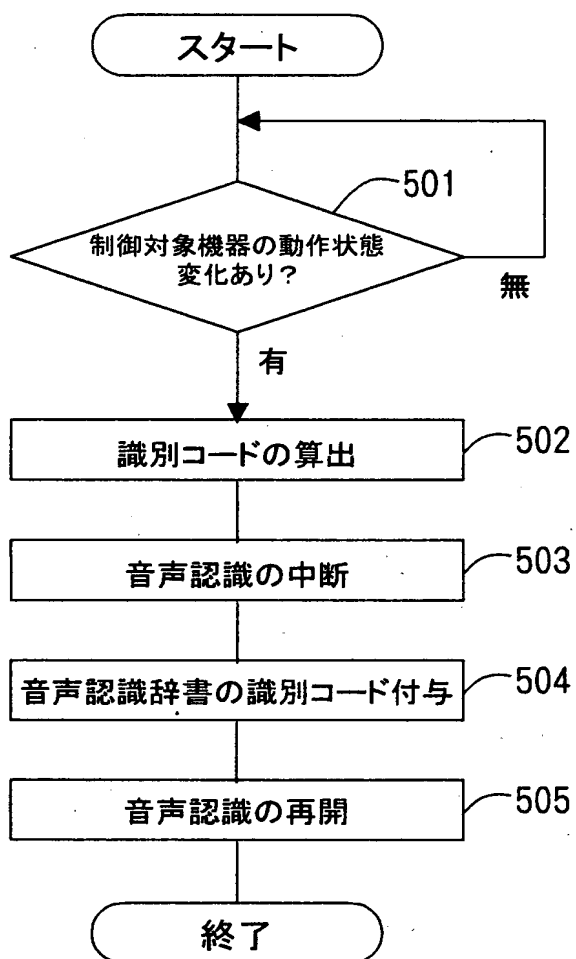 スタート
501
制御対象機器の動作状態
変化あり?
無
有
識別コードの算出
502
音声認識の中断
503
音声認識辞書の識別コード付与
504
音声認識の再開
505
終了